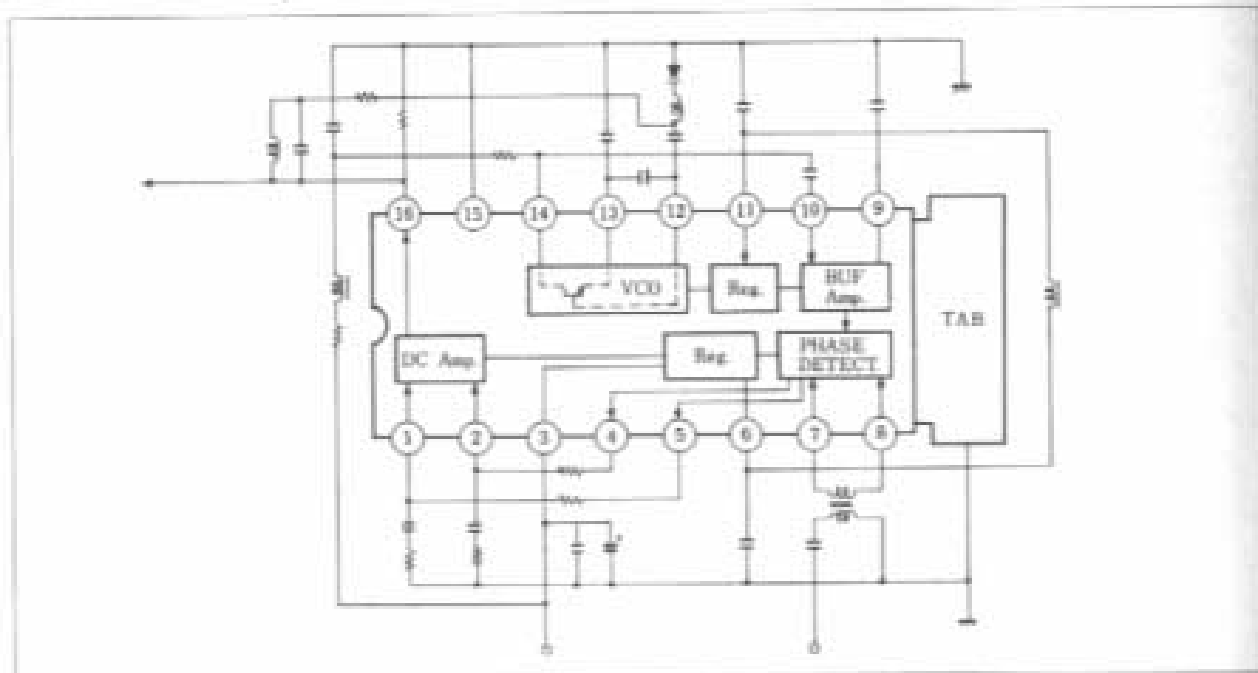 16 15 14 13 12 11 10 9
VCO
Reg.
BUF
Amp.
TAB
DC Amp.
Reg.
PHASE
DETECT
1 2 3 4 5 6 7 8